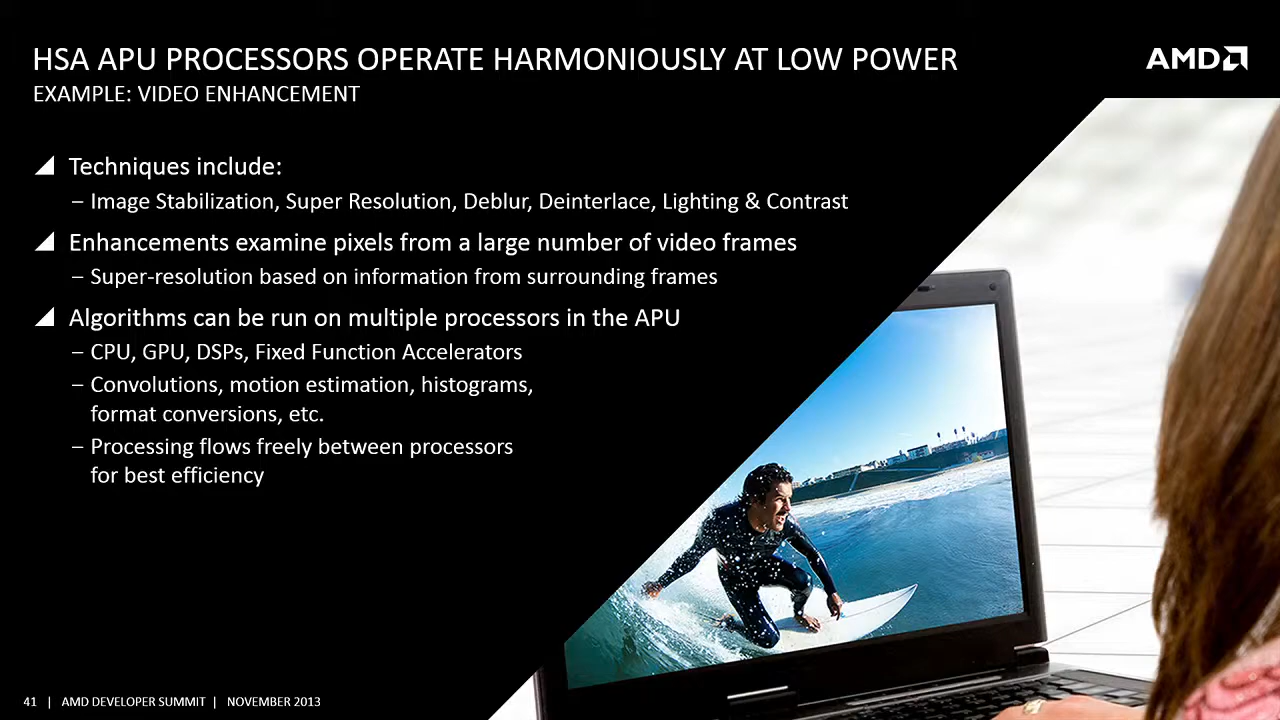 HSA APU PROCESSORS OPERATE HARMONIOUSLY AT LOW POWER
AMD
EXAMPLE: VIDEO ENHANCEMENT
Techniques include:
– Image Stabilization, Super Resolution, Deblur, Deinterlace, Lighting & Contrast
Enhancements examine pixels from a large number of video frames
– Super-resolution based on information from surrounding frames
Algorithms can be run on multiple processors in the APU
– CPU, GPU, DSPs, Fixed Function Accelerators
– Convolutions, motion estimation, histograms,
format conversions, etc.
– Processing flows freely between processors
for best efficiency
41 | AMD DEVELOPER SUMMIT | NOVEMBER 2013